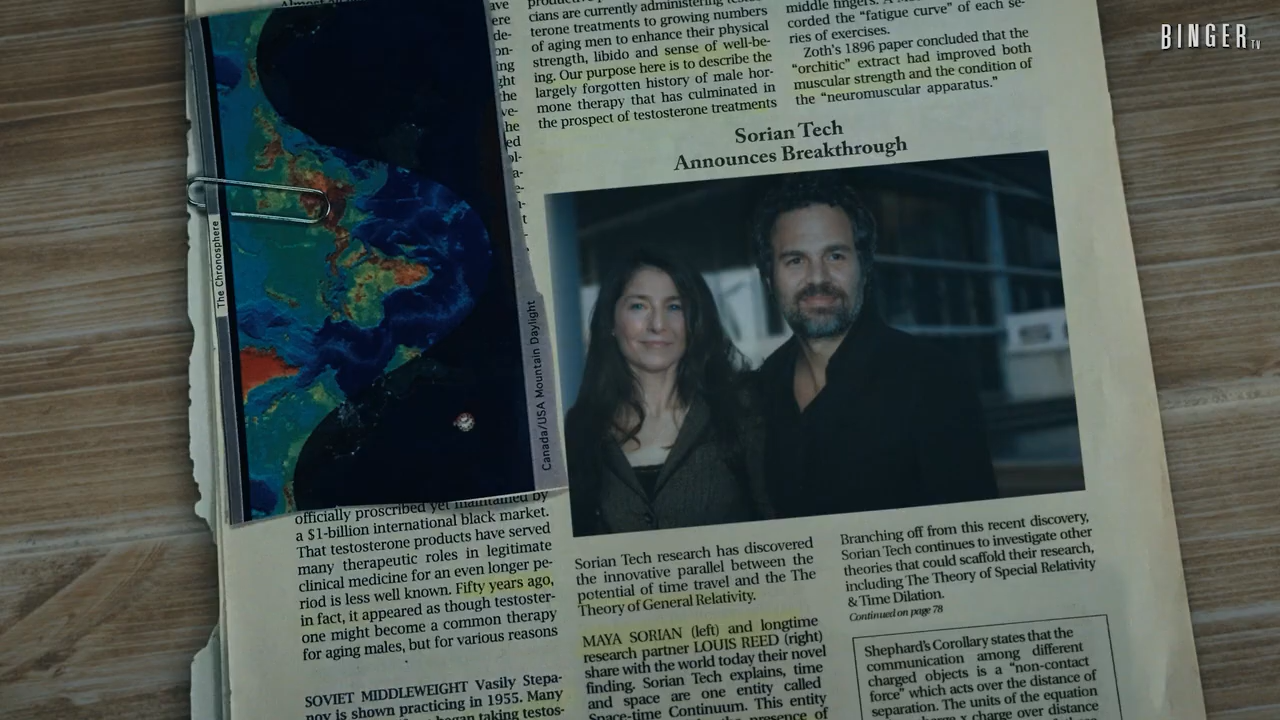 BINGER TV
The Chronosphere
Canada/USA Mountain Daylight
officially proscribed yet maintained by
a $1-billion international black market.
That testosterone products have served
many therapeutic roles in legitimate
clinical medicine for an even longer pe-
riod is less well known. Fifty years ago,
in fact, it appeared as though testoster-
one might become a common therapy
for aging males, but for various reasons
SOVIET MIDDLEWEIGHT Vasily Stepa-
nov is shown practicing in 1955. Many
began taking testos-
cians are currently administering
terone treatments to growing numbers
of aging men to enhance their physical
strength, libido and sense of well-be-
ing. Our purpose here is to describe the
largely forgotten history of male hor-
mone therapy that has culminated in
the prospect of testosterone treatments
middle fingers. A
corded the “fatigue curve” of each se-
ries of exercises.
Zoth's 1896 paper concluded that the
“orchitic” extract had improved both
muscular strength and the condition of
the “neuromuscular apparatus.”
Sorian Tech
Announces Breakthrough
Sorian Tech research has discovered
the innovative parallel between the
potential of time travel and the The
Theory of General Relativity.
MAYA SORIAN (left) and longtime
research partner LOUIS REED (right)
share with the world today their novel
finding. Sorian Tech explains, time
and space are one entity called
Space-time Continuum. This entity
the presence of
Branching off from this recent discovery,
Sorian Tech continues to investigate other
theories that could scaffold their research,
including The Theory of Special Relativity
& Time Dilation.
Continued on page 78
Shephard's Corollary states that the
communication among different
charged objects is a “non-contact
force” which acts over the distance of
separation. The units of the equation
charge x charge over distance